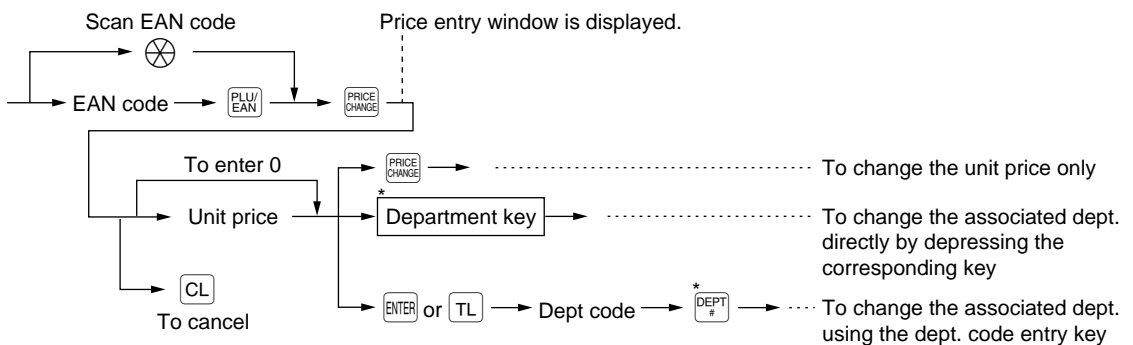 Scan EAN code
Price entry window is displayed.
EAN code
PLU/
EAN
PRICE
CHANGE
To enter 0
PRICE
CHANGE
To change the unit price only
Unit price
*
Department key
To change the associated dept.
directly by depressing the
corresponding key
CL
To cancel
ENTER or TL
Dept code
*
DEPT
#
To change the associated dept.
using the dept. code entry key